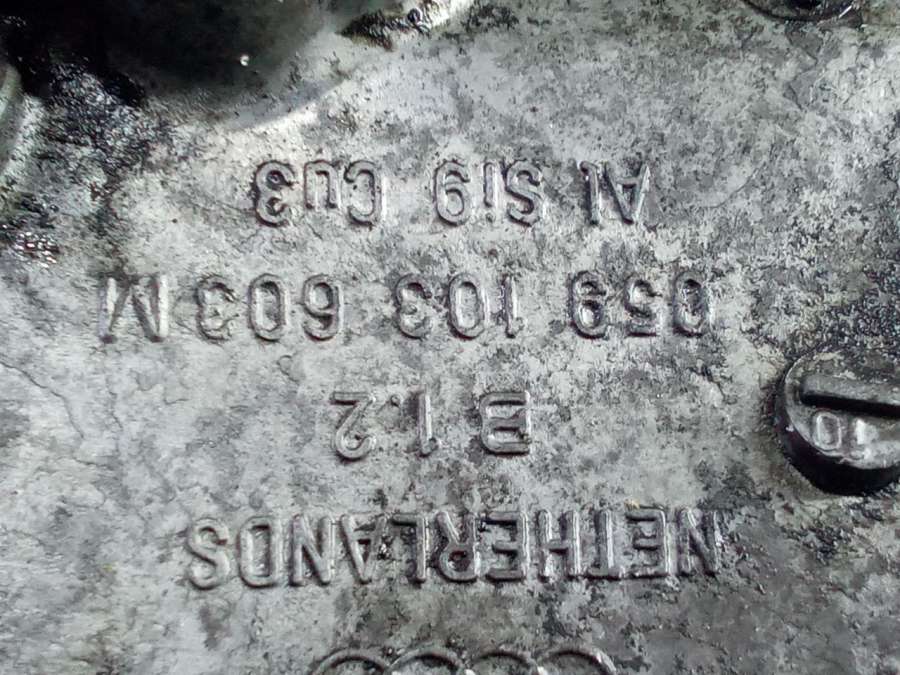 NETHERLANDS
B 1.2
059 103 603 M
Al Si9 Cu3